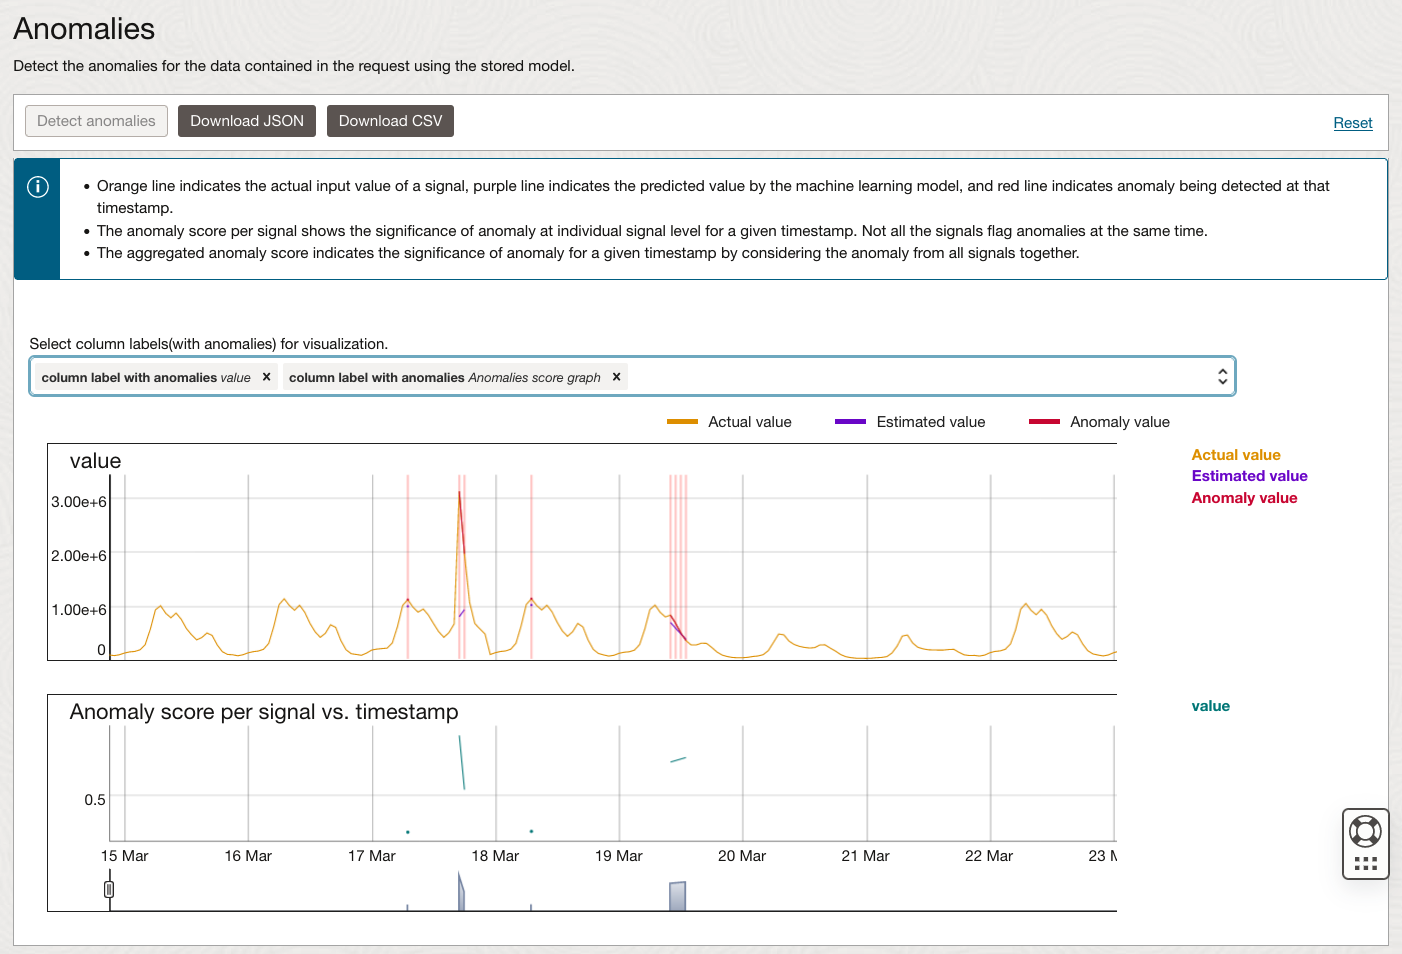 Anomalies
Detect the anomalies for the data contained in the request using the stored model.
Detect anomalies
Download JSON
Download CSV
Reset
Orange line indicates the actual input value of a signal, purple line indicates the predicted value by the machine learning model, and red line indicates anomaly being detected at that
timestamp.
The anomaly score per signal shows the significance of anomaly at individual signal level for a given timestamp. Not all the signals flag anomalies at the same time.
The aggregated anomaly score indicates the significance of anomaly for a given timestamp by considering the anomaly from all signals together.
Select column labels(with anomalies) for visualization.
column label with anomalies value ×
column label with anomalies Anomalies score graph ×
Actual value
Estimated value
Anomaly value
value
3.00e+6
2.00e+6
1.00e+6
0
Actual value
Estimated value
Anomaly value
Anomaly score per signal vs. timestamp
value
0.5
15 Mar
16 Mar
17 Mar
18 Mar
19 Mar
20 Mar
21 Mar
22 Mar
23 M